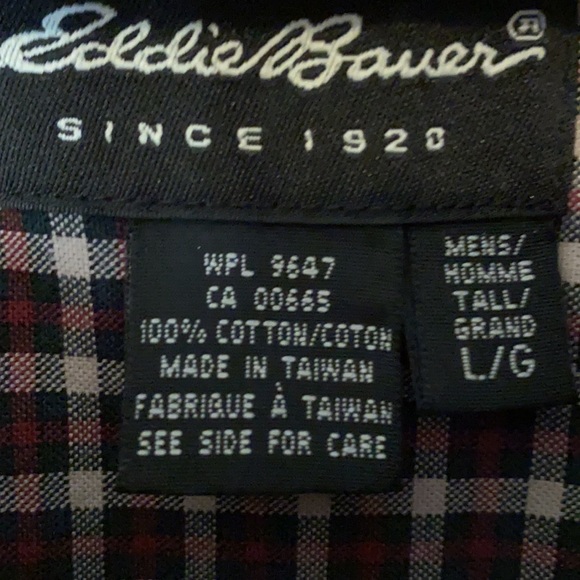 Eddie Bauer®
SINCE 1920
WPL 9647
CA 00665
100% COTTON/COTON
MADE IN TAIWAN
FABRIQUE À TAIWAN
SEE SIDE FOR CARE
MENS/
HOMME
TALL/
GRAND
L/G